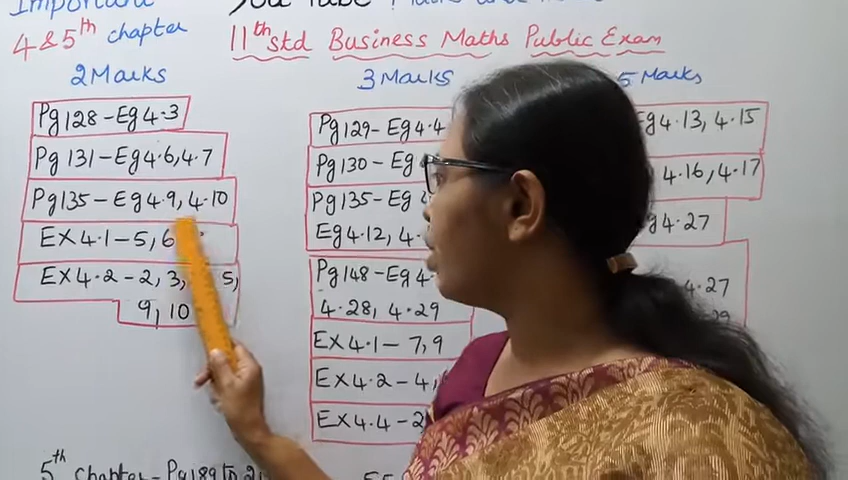 Important You Tube Maths
4 & 5th chapter 11th std Business Maths Public Exam
2 Marks 3 Marks 5 Marks
Pg 128 - Eg 4.3
Pg 131 - Eg 4.6, 4.7
Pg 135 - Eg 4.9, 4.10
Ex 4.1 - 5, 6
Ex 4.2 - 2, 3, 5,
9, 10
Pg 129 - Eg 4.4
Pg 130 - Eg
Pg 135 - Eg
Eg 4.12, 4.
Pg 148 - Eg 4.
4.28, 4.29
Ex 4.1 - 7, 9
Ex 4.2 - 4,
Ex 4.4 - 2
Eg 4.13, 4.15
4.16, 4.17
g 4.27
4.27
29
5th chapter - Pg 189 to